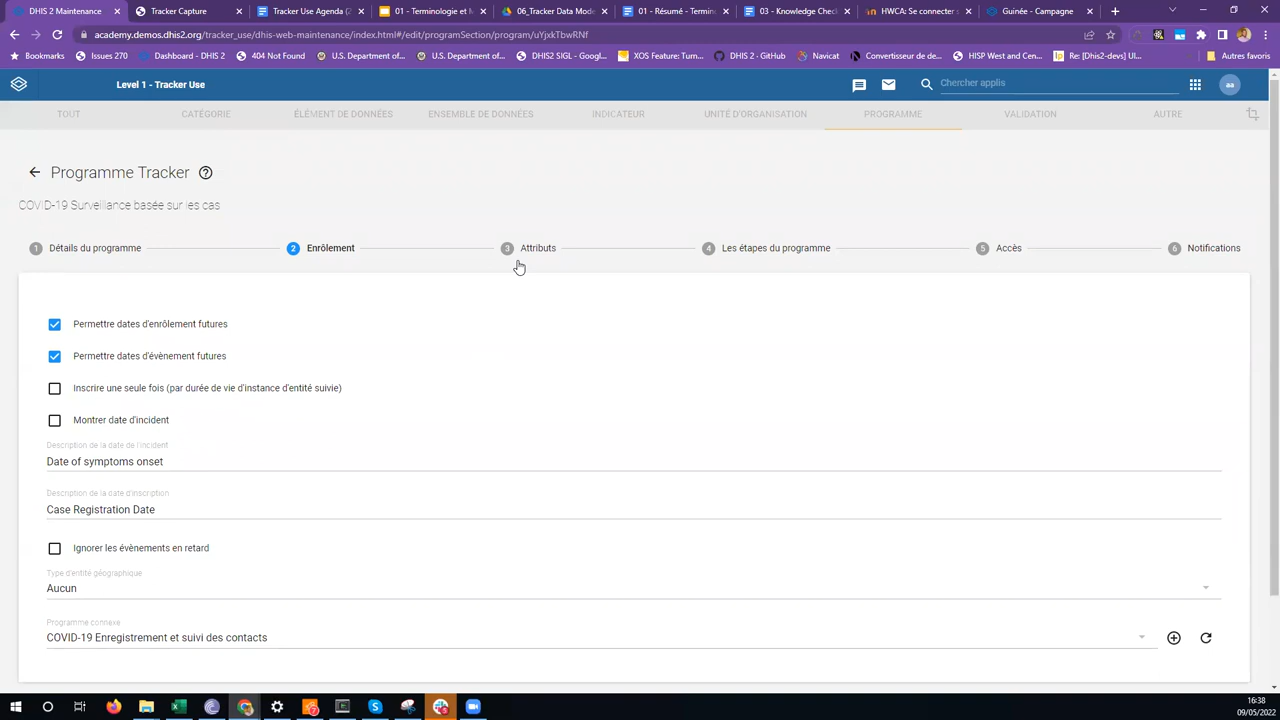 DHIS 2 Maintenance
Tracker Capture
Tracker Use Agenda (2
01 - Terminologie et N
06_Tracker Data Mode
01 - Résumé - Termin
03 - Knowledge Check
HWCA: Se connecter s
Guinée - Campagne
academy.demos.dhis2.org/tracker_use/dhis-web-maintenance/index.html#/edit/programSection/program/uYjxkTbwRNf
Bookmarks
Issues 270
Dashboard - DHIS 2
404 Not Found
U.S. Department of...
U.S. Department of...
DHIS2 SIGL - Googl...
XOS Feature: Tum...
DHIS 2 · GitHub
Navicat
Convertisseur de de...
HISP West and Cen...
Re: [Dhis2-devs] UI...
Autres favoris
Level 1 - Tracker Use
Chercher applis
aa
TOUT
CATÉGORIE
ÉLÉMENT DE DONNÉES
ENSEMBLE DE DONNÉES
INDICATEUR
UNITÉ D'ORGANISATION
PROGRAMME
VALIDATION
AUTRE
Programme Tracker
COVID-19 Surveillance basée sur les cas
1 Détails du programme
2 Enrôlement
3 Attributs
4 Les étapes du programme
5 Accès
6 Notifications
Permettre dates d'enrôlement futures
Permettre dates d'évènement futures
Inscrire une seule fois (par durée de vie d'instance d'entité suivie)
Montrer date d'incident
Description de la date de l'incident
Date of symptoms onset
Description de la date d'inscription
Case Registration Date
Ignorer les évènements en retard
Type d'entité géographique
Aucun
Programme connexe
COVID-19 Enregistrement et suivi des contacts
16:38
09/05/2022